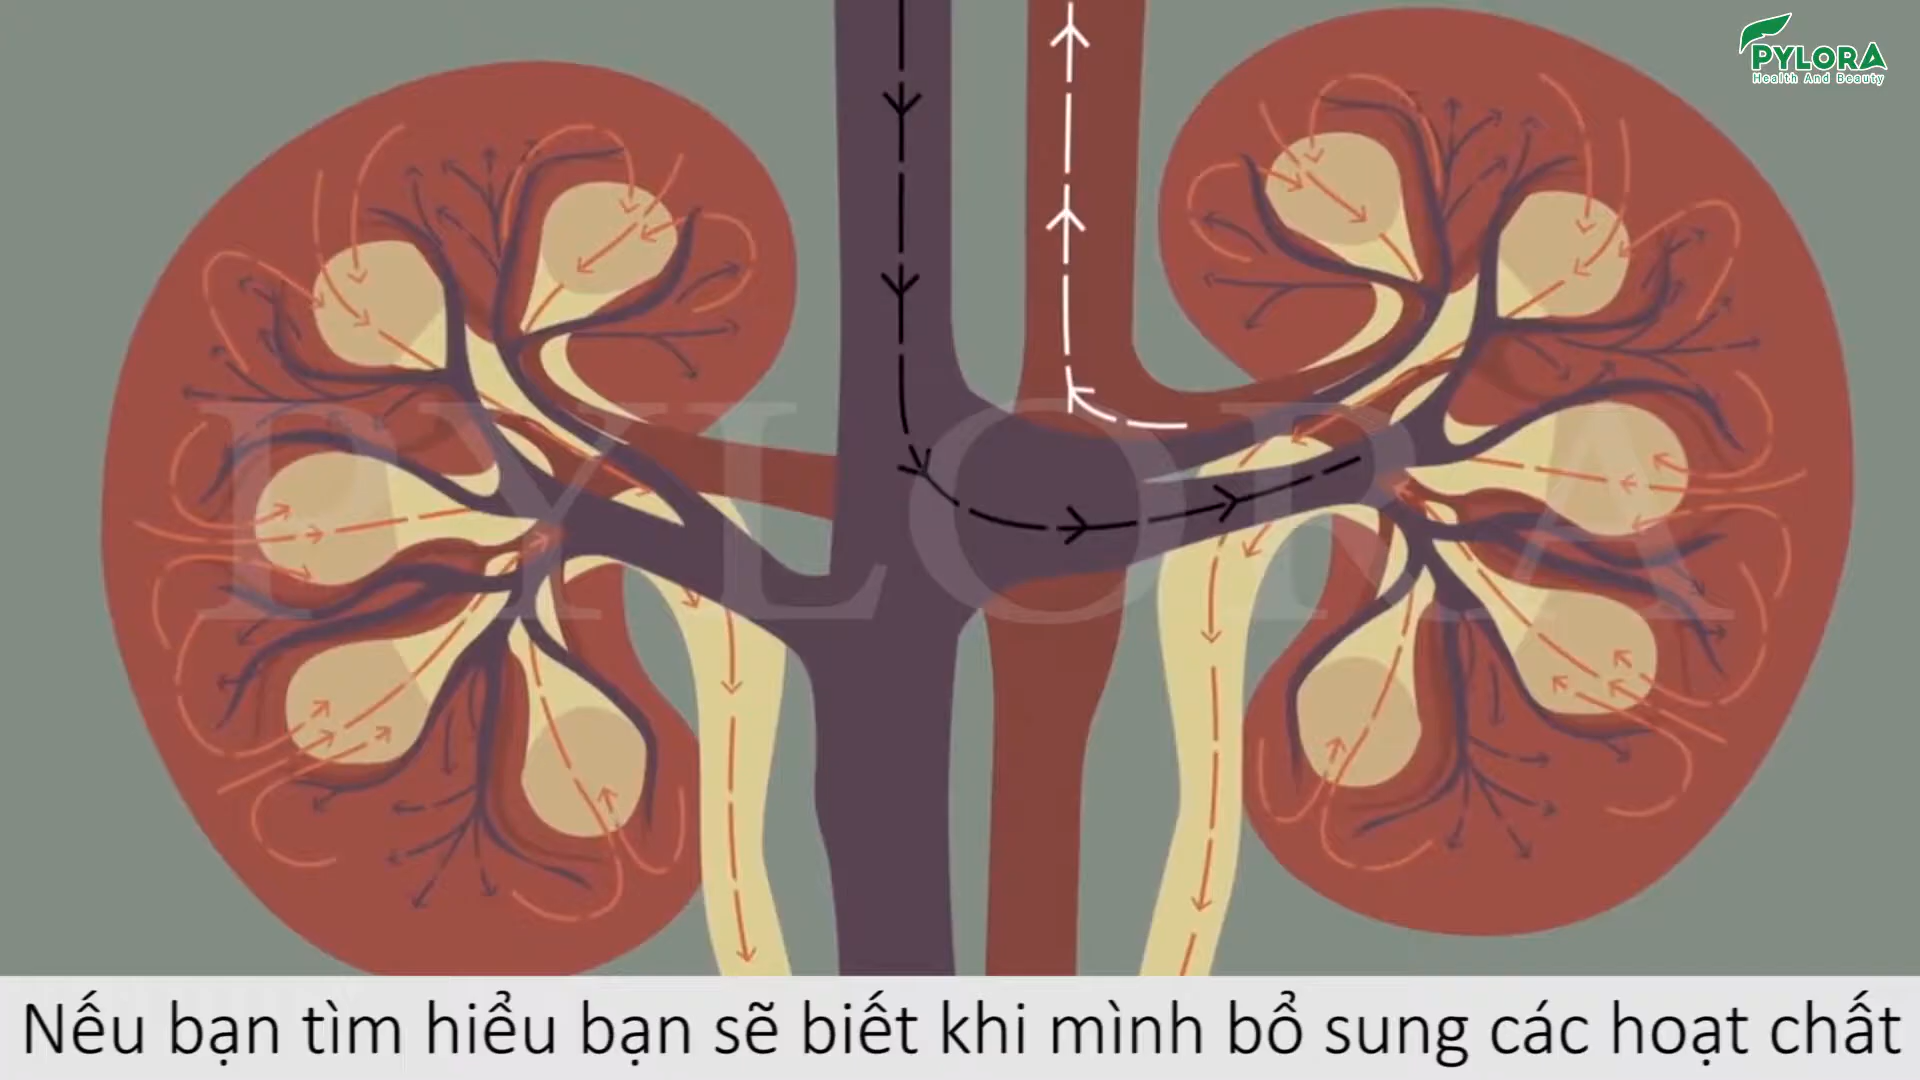 PYLORA
Health And Beauty
PYLORA
Nếu bạn tìm hiểu bạn sẽ biết khi mình bổ sung các hoạt chất